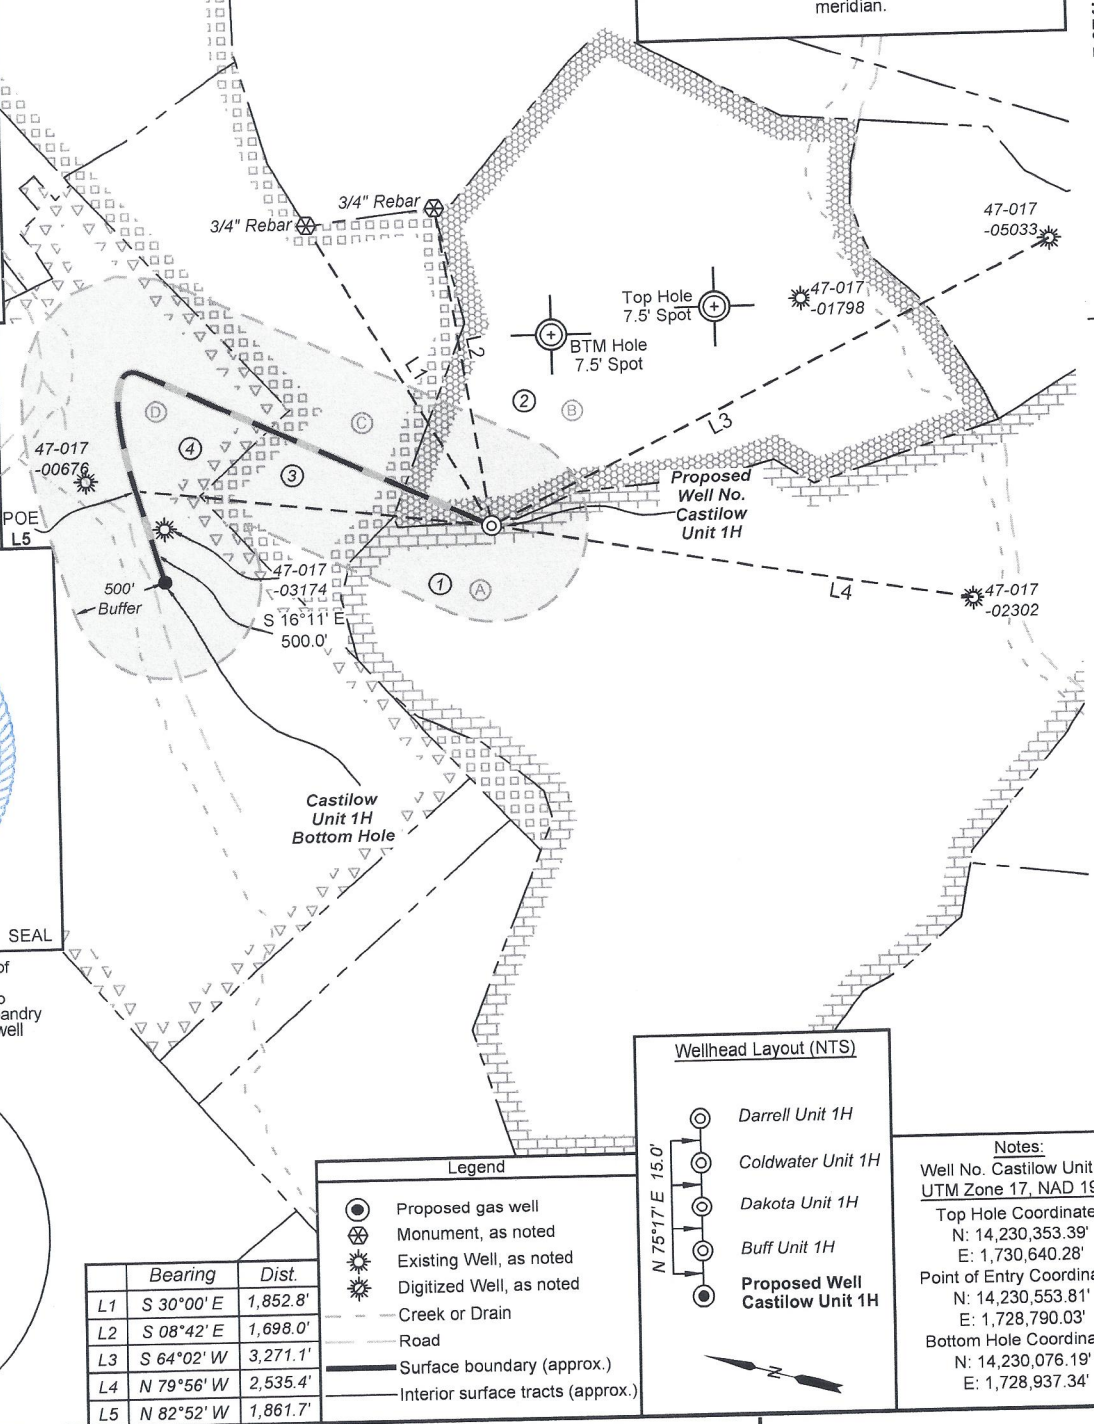 meridian.
3/4" Rebar
3/4" Rebar
47-017
-05033
Top Hole
7.5' Spot
47-017
-01798
BTM Hole
7.5' Spot
L1
L2
2
B
L3
D
C
4
3
47-017
-00676
POE
L5
Proposed
Well No.
Castilow
Unit 1H
47-017
-03174
1
A
L4
47-017
-02302
500'
Buffer
S 16°11' E
500.0'
Castilow
Unit 1H
Bottom Hole
SEAL
of
andry
well
Wellhead Layout (NTS)
Darrell Unit 1H
Coldwater Unit 1H
Dakota Unit 1H
Buff Unit 1H
Proposed Well
Castilow Unit 1H
N 75°17' E 15.0'
N
Legend
Proposed gas well
Monument, as noted
Existing Well, as noted
Digitized Well, as noted
Creek or Drain
Road
Surface boundary (approx.)
Interior surface tracts (approx.)
Bearing Dist.
L1 S 30°00' E 1,852.8'
L2 S 08°42' E 1,698.0'
L3 S 64°02' W 3,271.1'
L4 N 79°56' W 2,535.4'
L5 N 82°52' W 1,861.7'
Notes:
Well No. Castilow Unit
UTM Zone 17, NAD 19
Top Hole Coordinate
N: 14,230,353.39'
E: 1,730,640.28'
Point of Entry Coordina
N: 14,230,553.81'
E: 1,728,790.03'
Bottom Hole Coordina
N: 14,230,076.19'
E: 1,728,937.34'